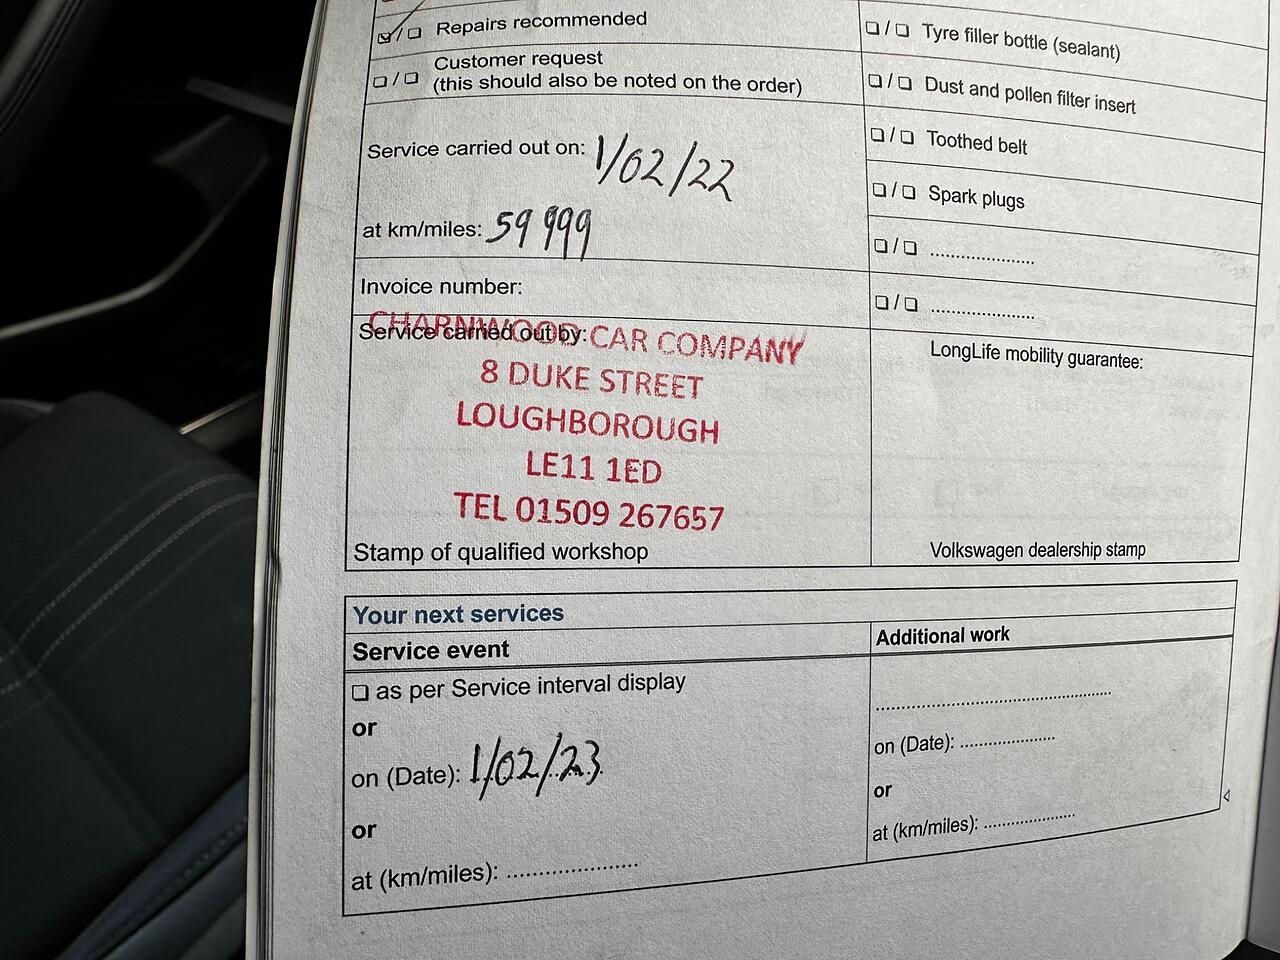 ☑/❏ Repairs recommended
❏/❏ Customer request
(this should also be noted on the order)
Service carried out on: 1/02/22
at km/miles: 59 999
Invoice number:
Service carried out by:
CHARNWOOD CAR COMPANY
8 DUKE STREET
LOUGHBOROUGH
LE11 1ED
TEL 01509 267657
Stamp of qualified workshop
❏/❏ Tyre filler bottle (sealant)
❏/❏ Dust and pollen filter insert
❏/❏ Toothed belt
❏/❏ Spark plugs
❏/❏ ....................
❏/❏ ....................
LongLife mobility guarantee:
Volkswagen dealership stamp
Your next services
Service event
❏ as per Service interval display
or
on (Date): 1/02/23
or
at (km/miles): .........................
Additional work
.............................................
on (Date): ..................
or
at (km/miles): .................